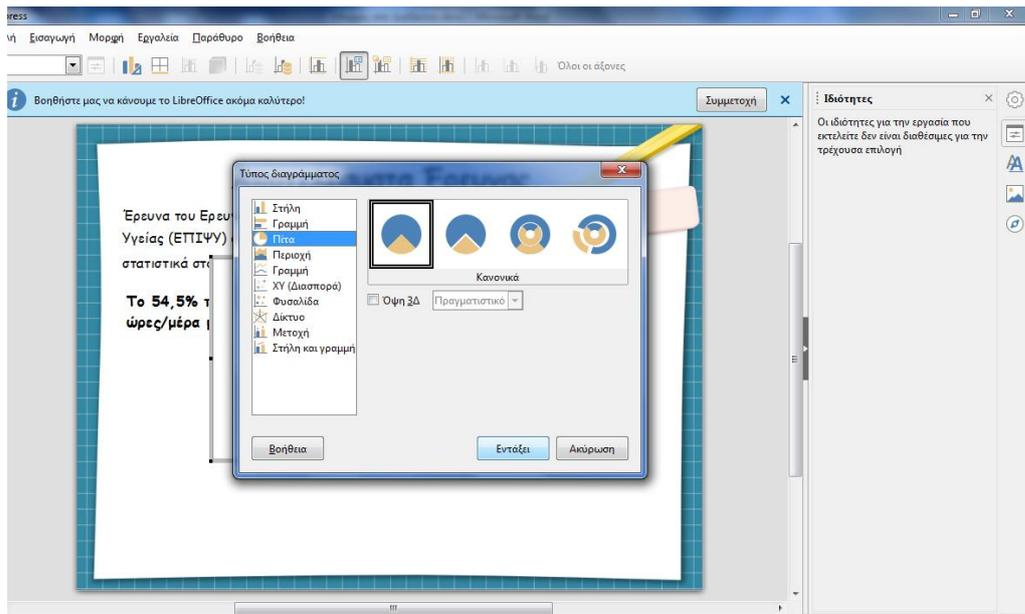 press
Εισαγωγή Μορφή Εργαλεία Παράθυρο Βοήθεια
Όλοι οι άξονες
Βοηθήστε μας να κάνουμε το LibreOffice ακόμα καλύτερο!
Συμμετοχή
Ιδιότητες
Οι ιδιότητες για την εργασία που
εκτελείτε δεν είναι διαθέσιμες για την
τρέχουσα επιλογή
Έρευνας
Έρευνα του Ερευ
Υγείας (ΕΠΙΨΥ)
στατιστικά στ
Το 54,5% τ
ώρες/μέρα
Τύπος διαγράμματος
Στήλη
Γραμμή
Πίτα
Περιοχή
Γραμμή
XY (Διασπορά)
Φυσαλίδα
Δίκτυο
Μετοχή
Στήλη και γραμμή
Κανονικά
Όψη 3Δ Πραγματιστικό
Βοήθεια Εντάξει Ακύρωση